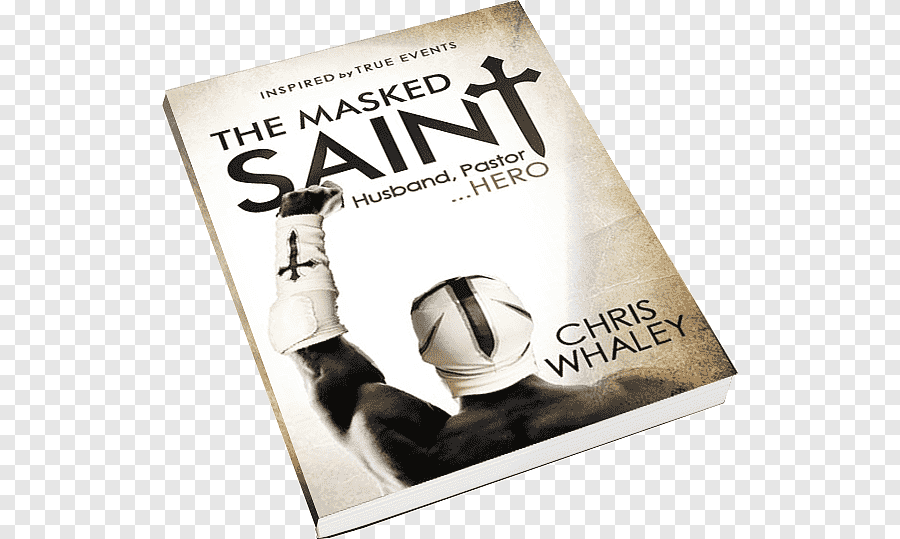 INSPIRED by TRUE EVENTS
THE MASKED
SAINT
Husband, Pastor
...HERO
CHRIS
WHALEY